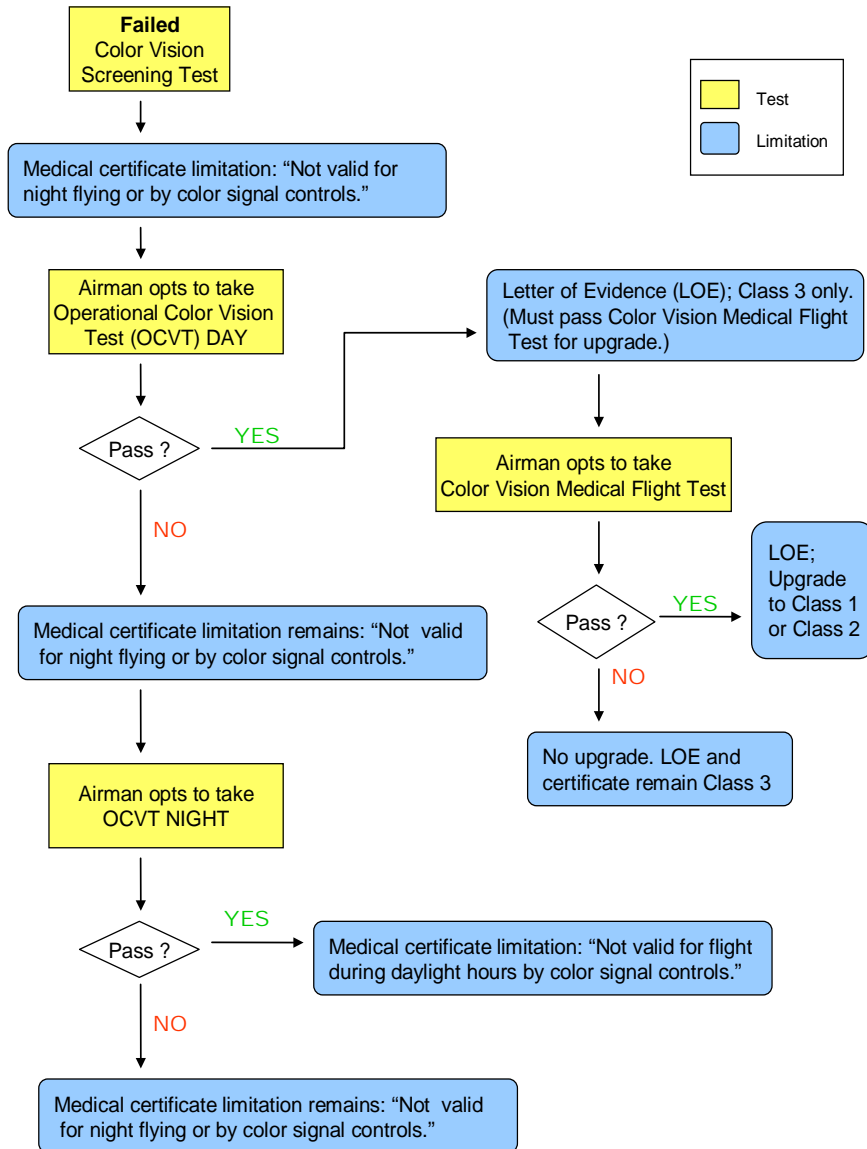 Failed
Color Vision
Screening Test
Test
Limitation
Medical certificate limitation: “Not valid for
night flying or by color signal controls.”
Airman opts to take
Operational Color Vision
Test (OCVT) DAY
Letter of Evidence (LOE); Class 3 only.
(Must pass Color Vision Medical Flight
Test for upgrade.)
Pass ?
YES
NO
Airman opts to take
Color Vision Medical Flight Test
Pass ?
YES
NO
LOE;
Upgrade
to Class 1
or Class 2
No upgrade. LOE and
certificate remain Class 3
Medical certificate limitation remains: “Not valid
for night flying or by color signal controls.”
Airman opts to take
OCVT NIGHT
Pass ?
YES
NO
Medical certificate limitation: “Not valid for flight
during daylight hours by color signal controls.”
Medical certificate limitation remains: “Not valid
for night flying or by color signal controls.”